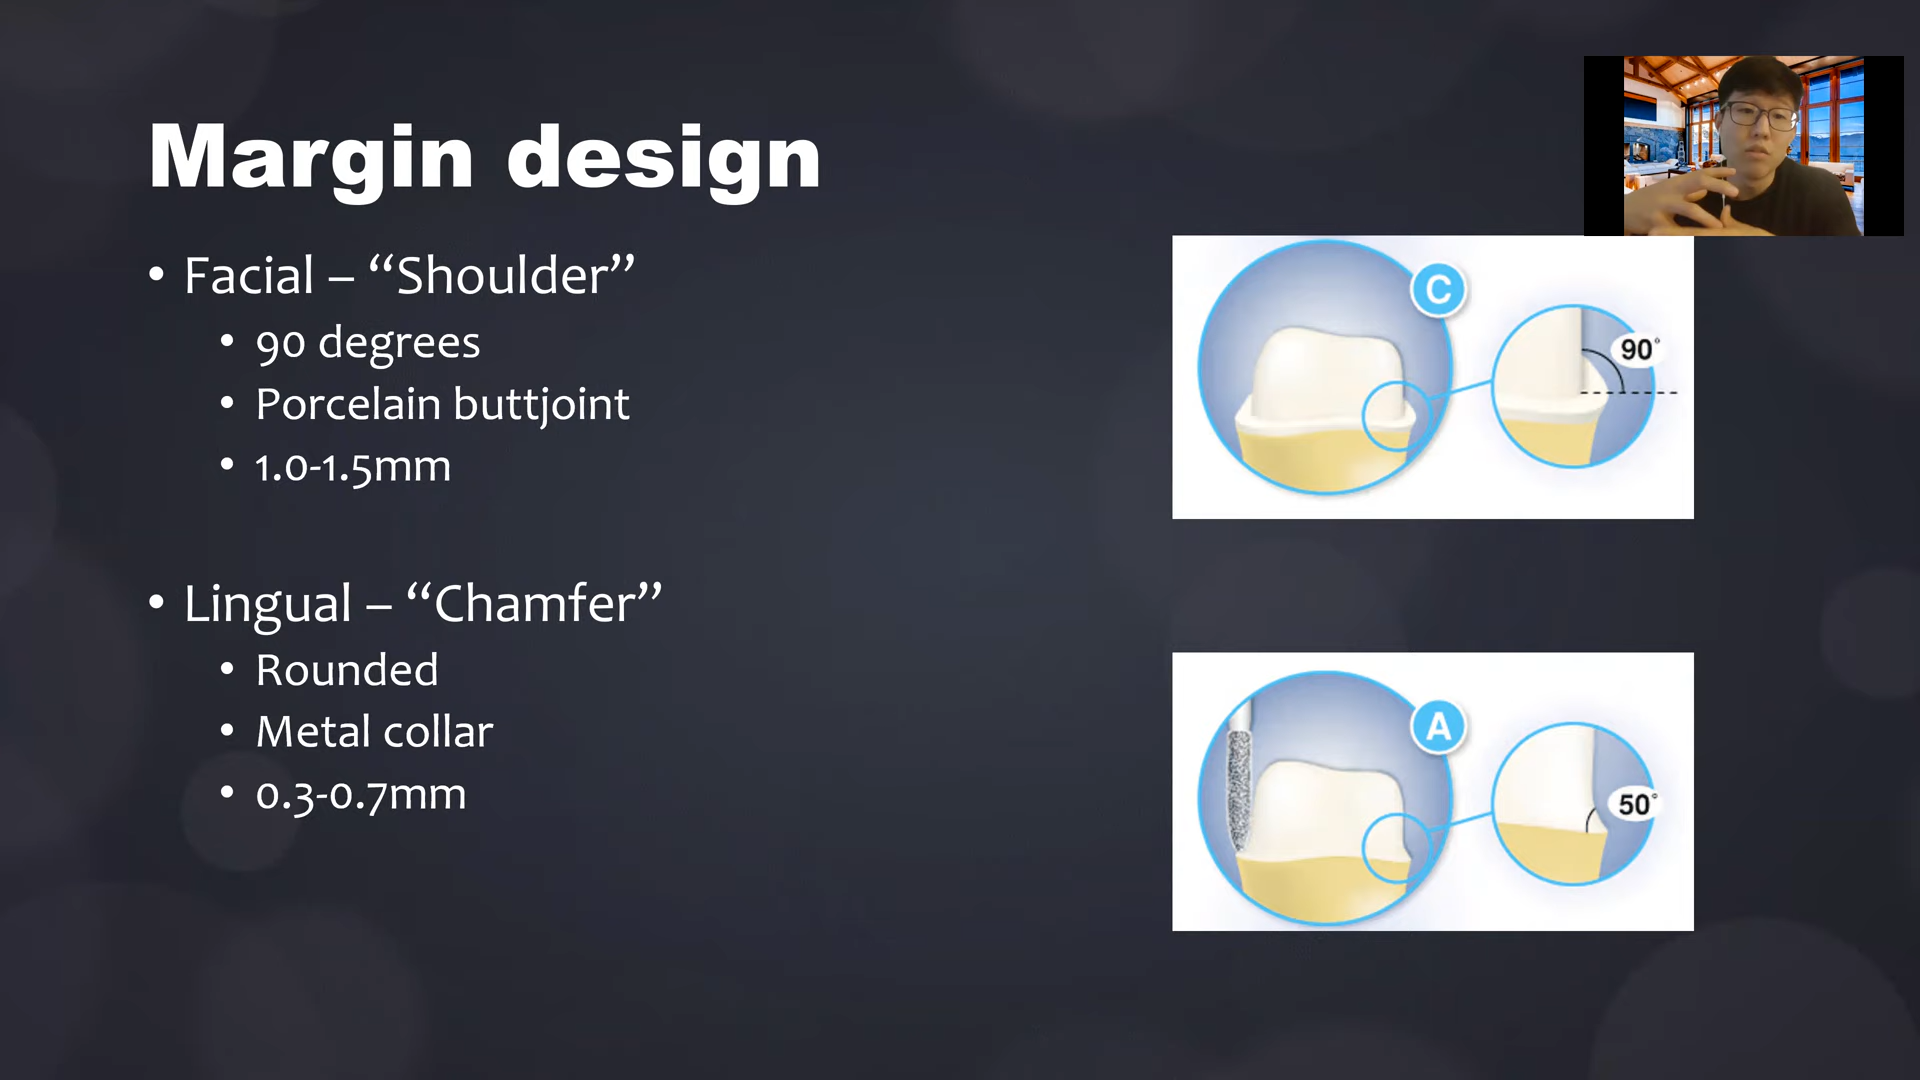 Margin design
• Facial – “Shoulder”
• 90 degrees
• Porcelain buttjoint
• 1.0-1.5mm
• Lingual – “Chamfer”
• Rounded
• Metal collar
• 0.3-0.7mm
C
90°
A
50°